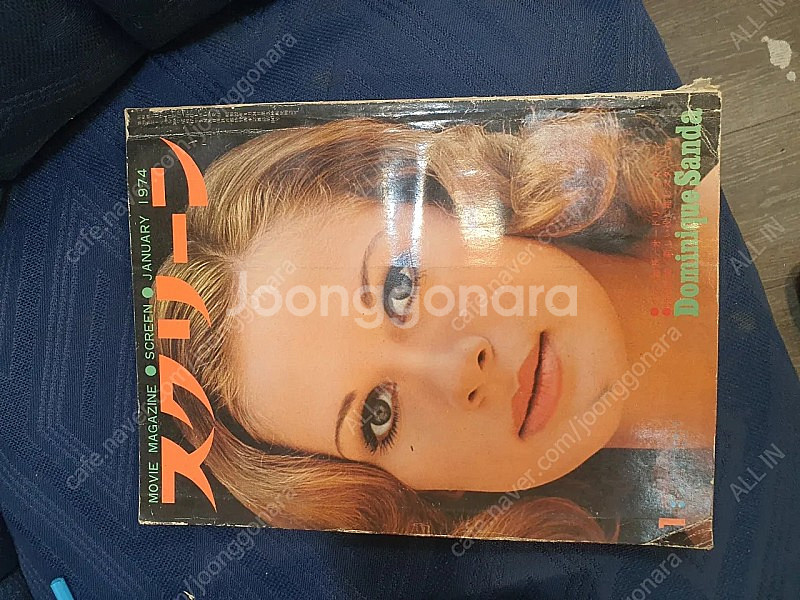 MOVIE MAGAZINE ● SCREEN ● JANUARY 1974
スクリーン
Dominique Sanda
1
Joonggonara
cafe.naver.com/joonggonara
ALL IN